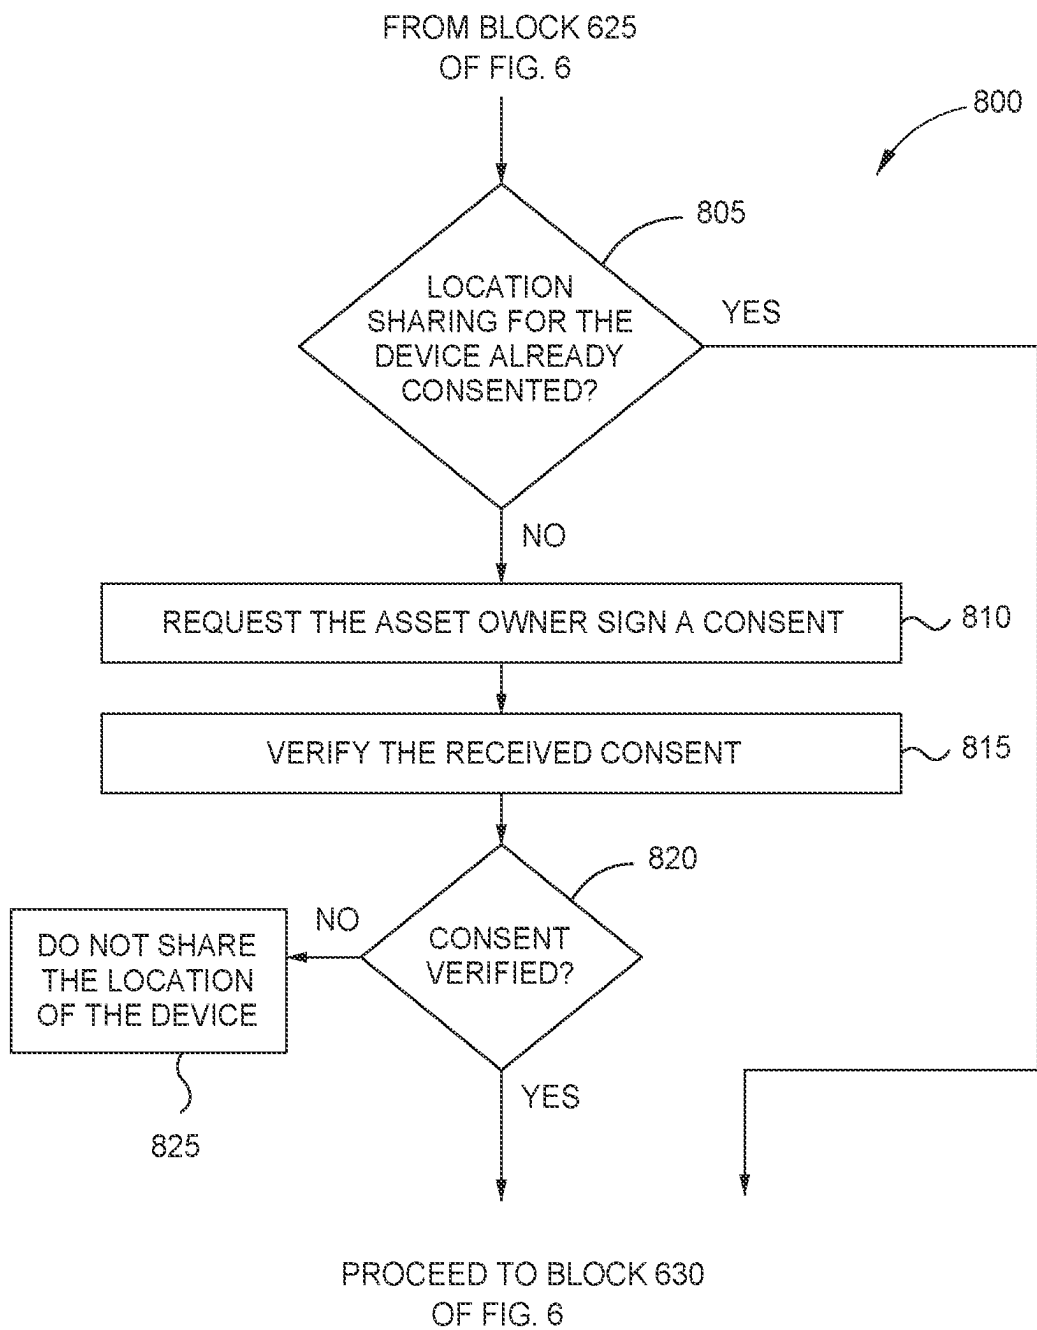 FROM BLOCK 625
OF FIG. 6
800
805
LOCATION
SHARING FOR THE
DEVICE ALREADY
CONSENTED?
YES
NO
REQUEST THE ASSET OWNER SIGN A CONSENT
810
VERIFY THE RECEIVED CONSENT
815
820
NO
CONSENT
VERIFIED?
DO NOT SHARE
THE LOCATION
OF THE DEVICE
YES
825
PROCEED TO BLOCK 630
OF FIG. 6